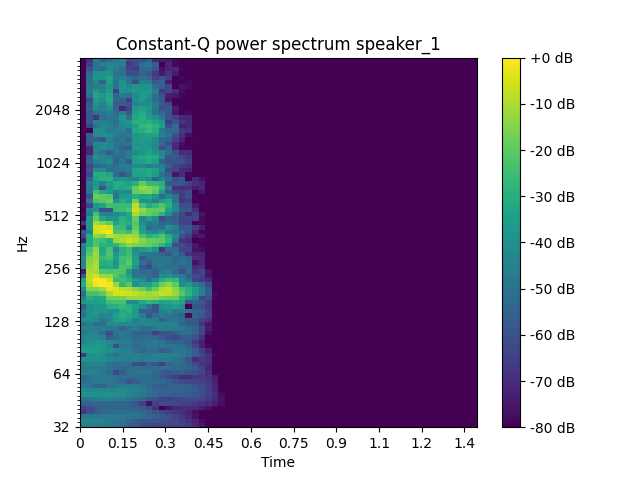 Constant-Q power spectrum speaker_1
Hz
2048
1024
512
256
128
64
32
0 0.15 0.3 0.45 0.6 0.75 0.9 1.1 1.2 1.4
Time
+0 dB
-10 dB
-20 dB
-30 dB
-40 dB
-50 dB
-60 dB
-70 dB
-80 dB